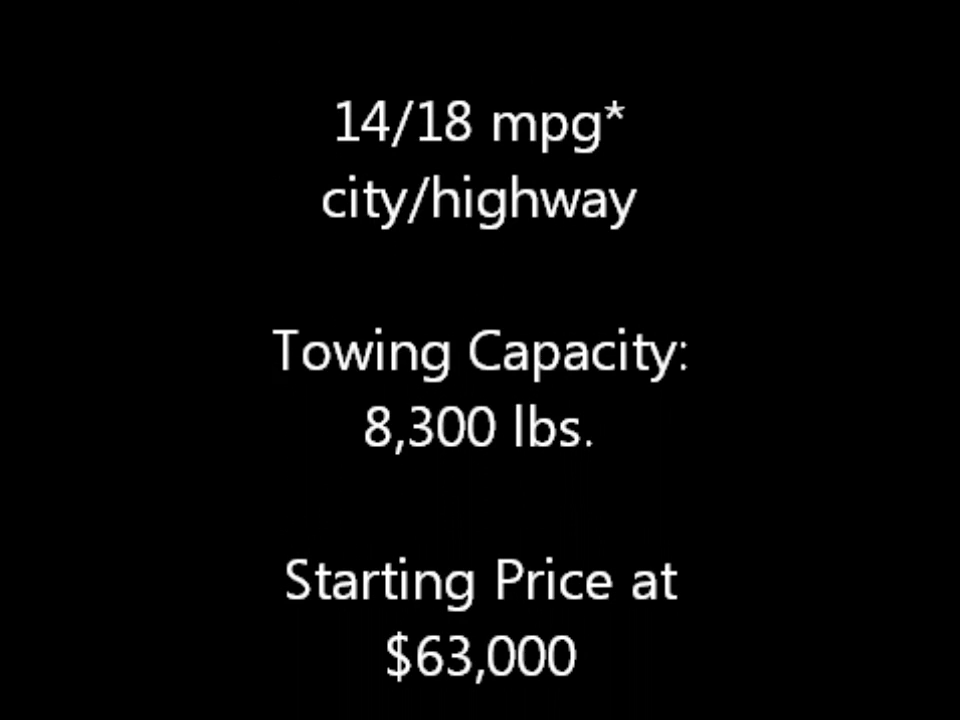 14/18 mpg*
city/highway
Towing Capacity:
8,300 lbs.
Starting Price at
$63,000